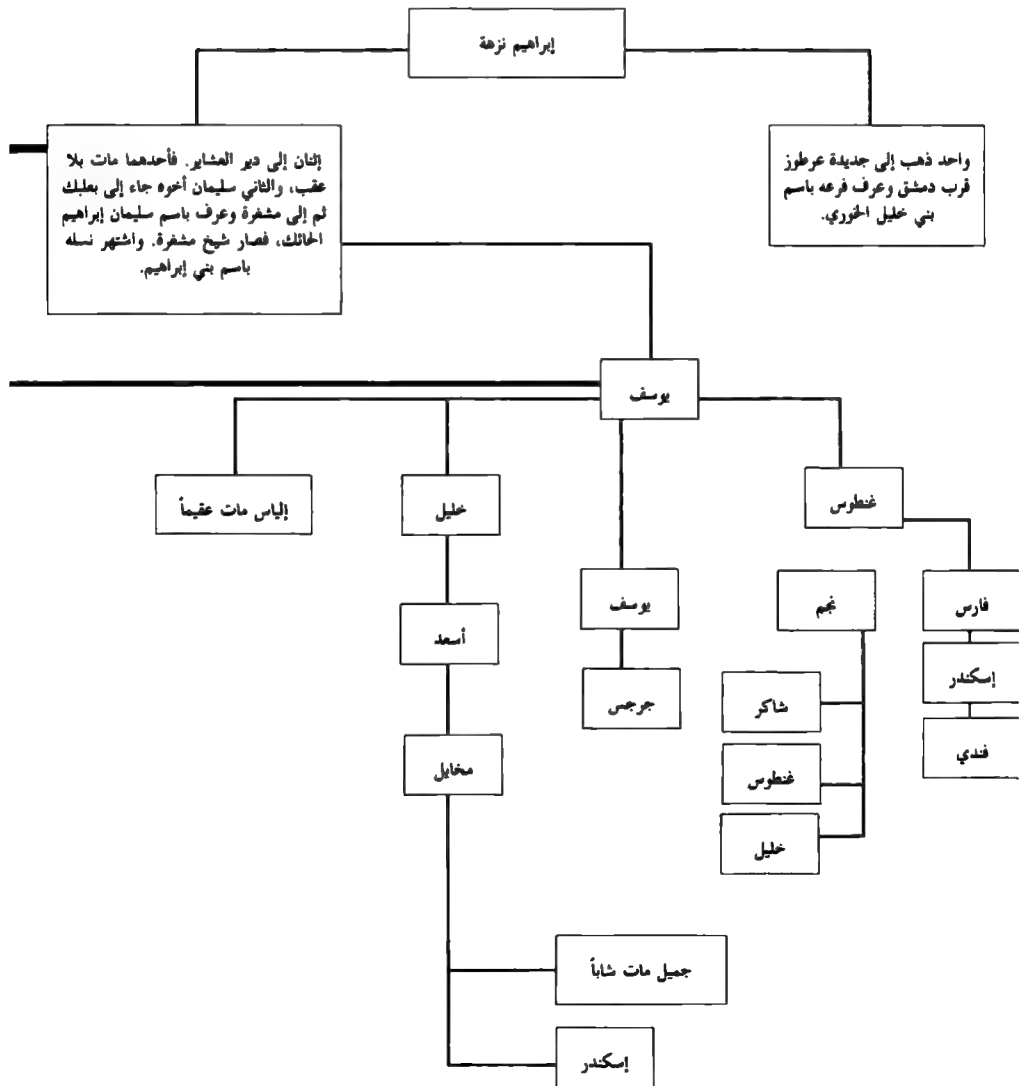 إبراهيم نزهة
واحد ذهب إلى جديدة عرطوز
قرب دمشق وعرف فرعه باسم
بني خليل الخوري.
إثنان إلى دير العشاير. فأحدهما مات بلا
عقب، والثاني سليمان أخوه جاء إلى بعلبك
ثم إلى مشغرة وعرف باسم سليمان إبراهيم
الحائك، فصار شيخ مشغرة. واشتهر نسله
باسم بني إبراهيم.
يوسف
غنطوس
خليل
إلياس مات عقيماً
فارس
نجم
يوسف
أسعد
إسكندر
شاكر
جرجس
فندي
غنطوس
مخايل
خليل
جميل مات شاباً
إسكندر